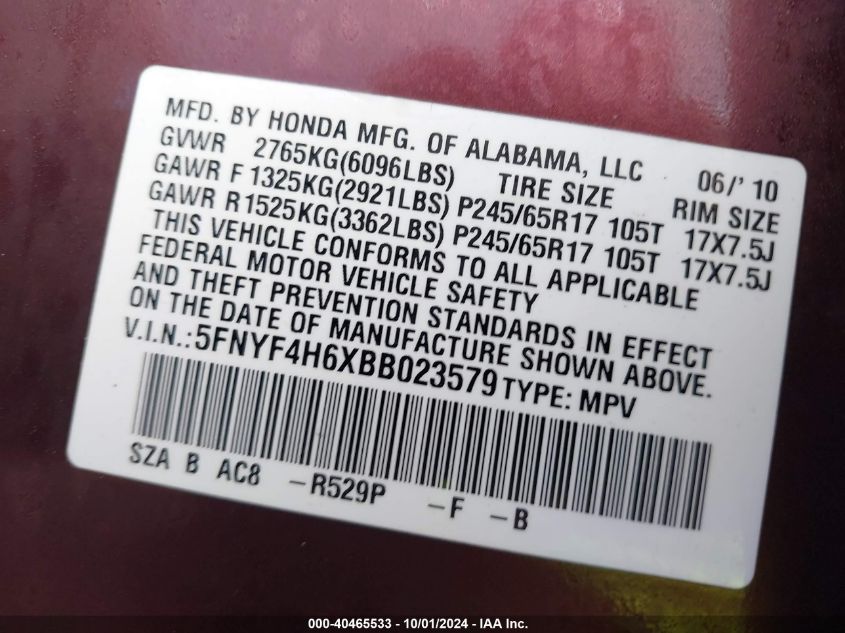 MFD. BY HONDA MFG. OF ALABAMA, LLC 06/' 10
GVWR 2765KG(6096LBS) TIRE SIZE RIM SIZE
GAWR F 1325KG(2921LBS) P245/65R17 105T 17X7.5J
GAWR R 1525KG(3362LBS) P245/65R17 105T 17X7.5J
THIS VEHICLE CONFORMS TO ALL APPLICABLE
FEDERAL MOTOR VEHICLE SAFETY
AND THEFT PREVENTION STANDARDS IN EFFECT
ON THE DATE OF MANUFACTURE SHOWN ABOVE.
V.I.N.: 5FNYF4H6XBB023579 TYPE: MPV
SZA B AC8 -R529P -F -B
000-40465533 - 10/01/2024 - IAA Inc.